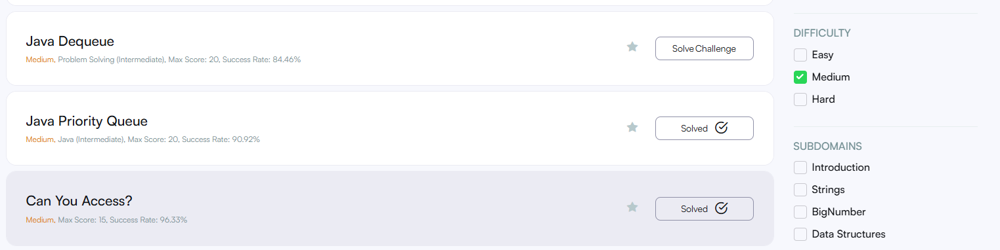 Java Dequeue
Medium, Problem Solving (Intermediate), Max Score: 20, Success Rate: 84.46%
Solve Challenge
Java Priority Queue
Medium, Java (Intermediate), Max Score: 20, Success Rate: 90.92%
Solved
Can You Access?
Medium, Max Score: 15, Success Rate: 96.33%
Solved
DIFFICULTY
Easy
Medium
Hard
SUBDOMAINS
Introduction
Strings
BigNumber
Data Structures